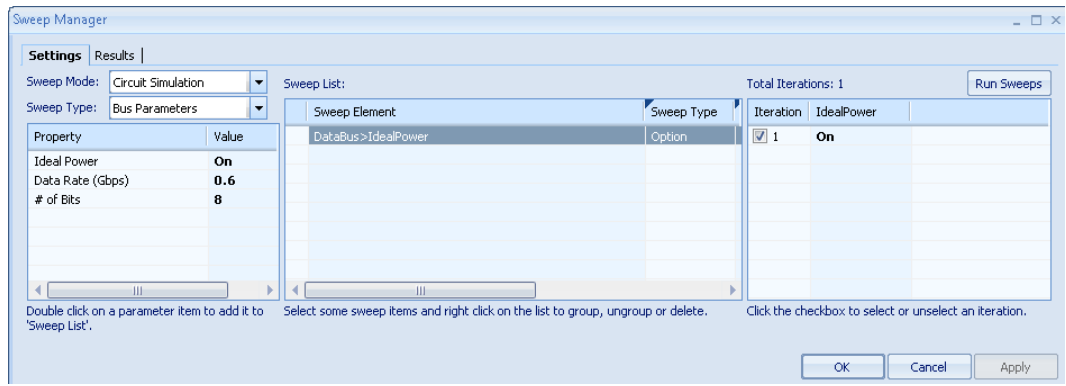 Sweep Manager
Settings Results
Sweep Mode: Circuit Simulation
Sweep Type: Bus Parameters
Property Value
Ideal Power On
Data Rate (Gbps) 0.6
# of Bits 8
Double click on a parameter item to add it to
'Sweep List'.
Sweep List:
Sweep Element Sweep Type
DataBus>IdealPower Option
Select some sweep items and right click on the list to group, ungroup or delete.
Total Iterations: 1 Run Sweeps
Iteration IdealPower
1 On
Click the checkbox to select or unselect an iteration.
OK Cancel Apply